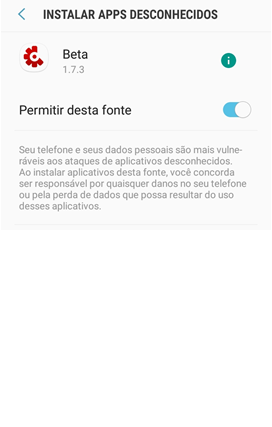 INSTALAR APPS DESCONHECIDOS
Beta
1.7.3
Permitir desta fonte
Seu telefone e seus dados pessoais são mais vulne-
ráveis aos ataques de aplicativos desconhecidos.
Ao instalar aplicativos desta fonte, você concorda
ser responsável por quaisquer danos no seu telefone
ou pela perda de dados que possa resultar do uso
desses aplicativos.